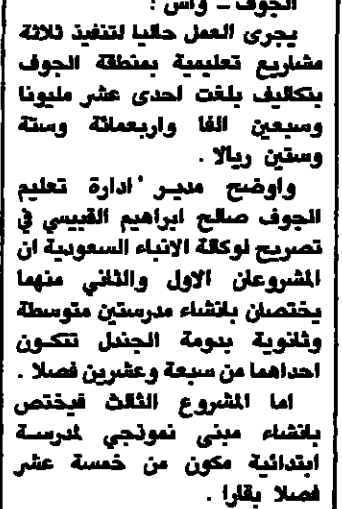 الجوف – واس :
يجرى العمل حاليا لتنفيذ ثلاثة
مشاريع تعليمية بمنطقة الجوف
بتكاليف بلغت احدى عشر مليونا
وسبعين الفا واربعمائة وستة
وستين ريالا .
واوضح مدير ادارة تعليم
الجوف صالح ابراهيم القبيسي في
تصريح لوكالة الانباء السعودية ان
المشروعان الاول والثاني منهما
يختصان بانشاء مدرستين متوسطة
وثانوية بدومة الجندل تتكون
احداهما من سبعة وعشرين فصلا .
اما المشروع الثالث فيختص
بانشاء مبنى نموذجي لمدرسة
ابتدائية مكون من خمسة عشر
فصلا بقارا .